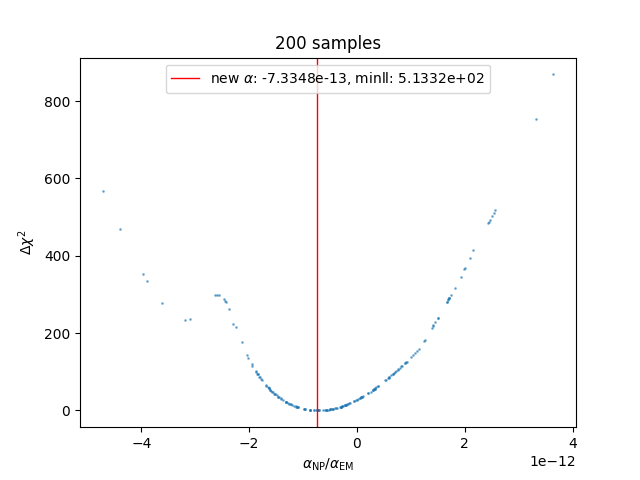 200 samples
new α: -7.3348e-13, minll: 5.1332e+02
Δχ²
800
600
400
200
0
−4 −2 0 2 4
1e−12
α_NP/α_EM